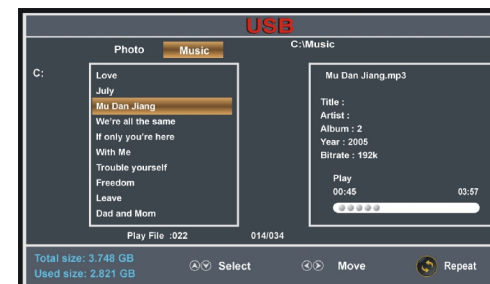 USB
Photo Music C:\Music
C:
Love
July
Mu Dan Jiang
We're all the same
If only you're here
With Me
Trouble yourself
Freedom
Leave
Dad and Mom
Play File :022 014/034
Mu Dan Jiang.mp3
Title :
Artist :
Album : 2
Year : 2005
Bitrate : 192k
Play
00:45 03:57
Total size: 3.748 GB
Used size: 2.821 GB
Select Move Repeat